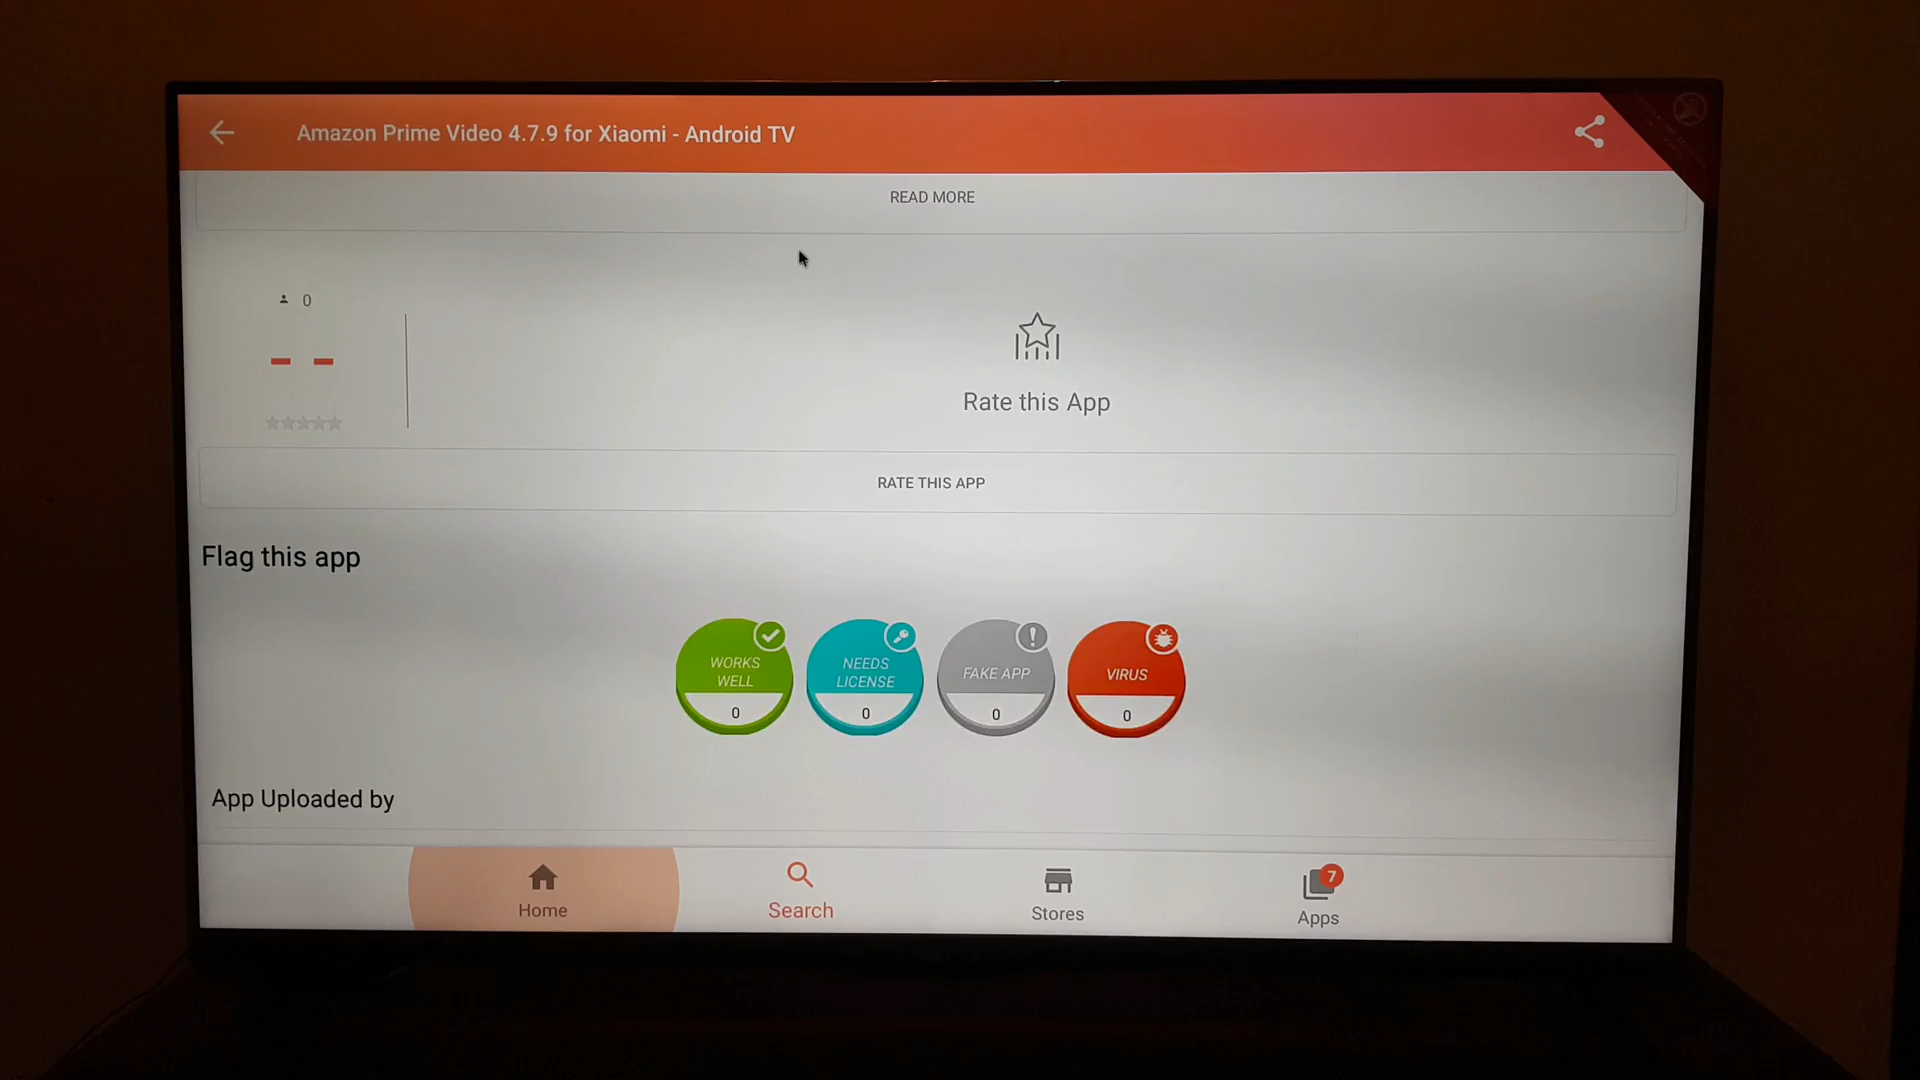 Amazon Prime Video 4.7.9 for Xiaomi - Android TV
READ MORE
0
Rate this App
RATE THIS APP
Flag this app
WORKS
WELL
0
NEEDS
LICENSE
0
FAKE APP
0
VIRUS
0
App Uploaded by
Home
Search
Stores
7
Apps